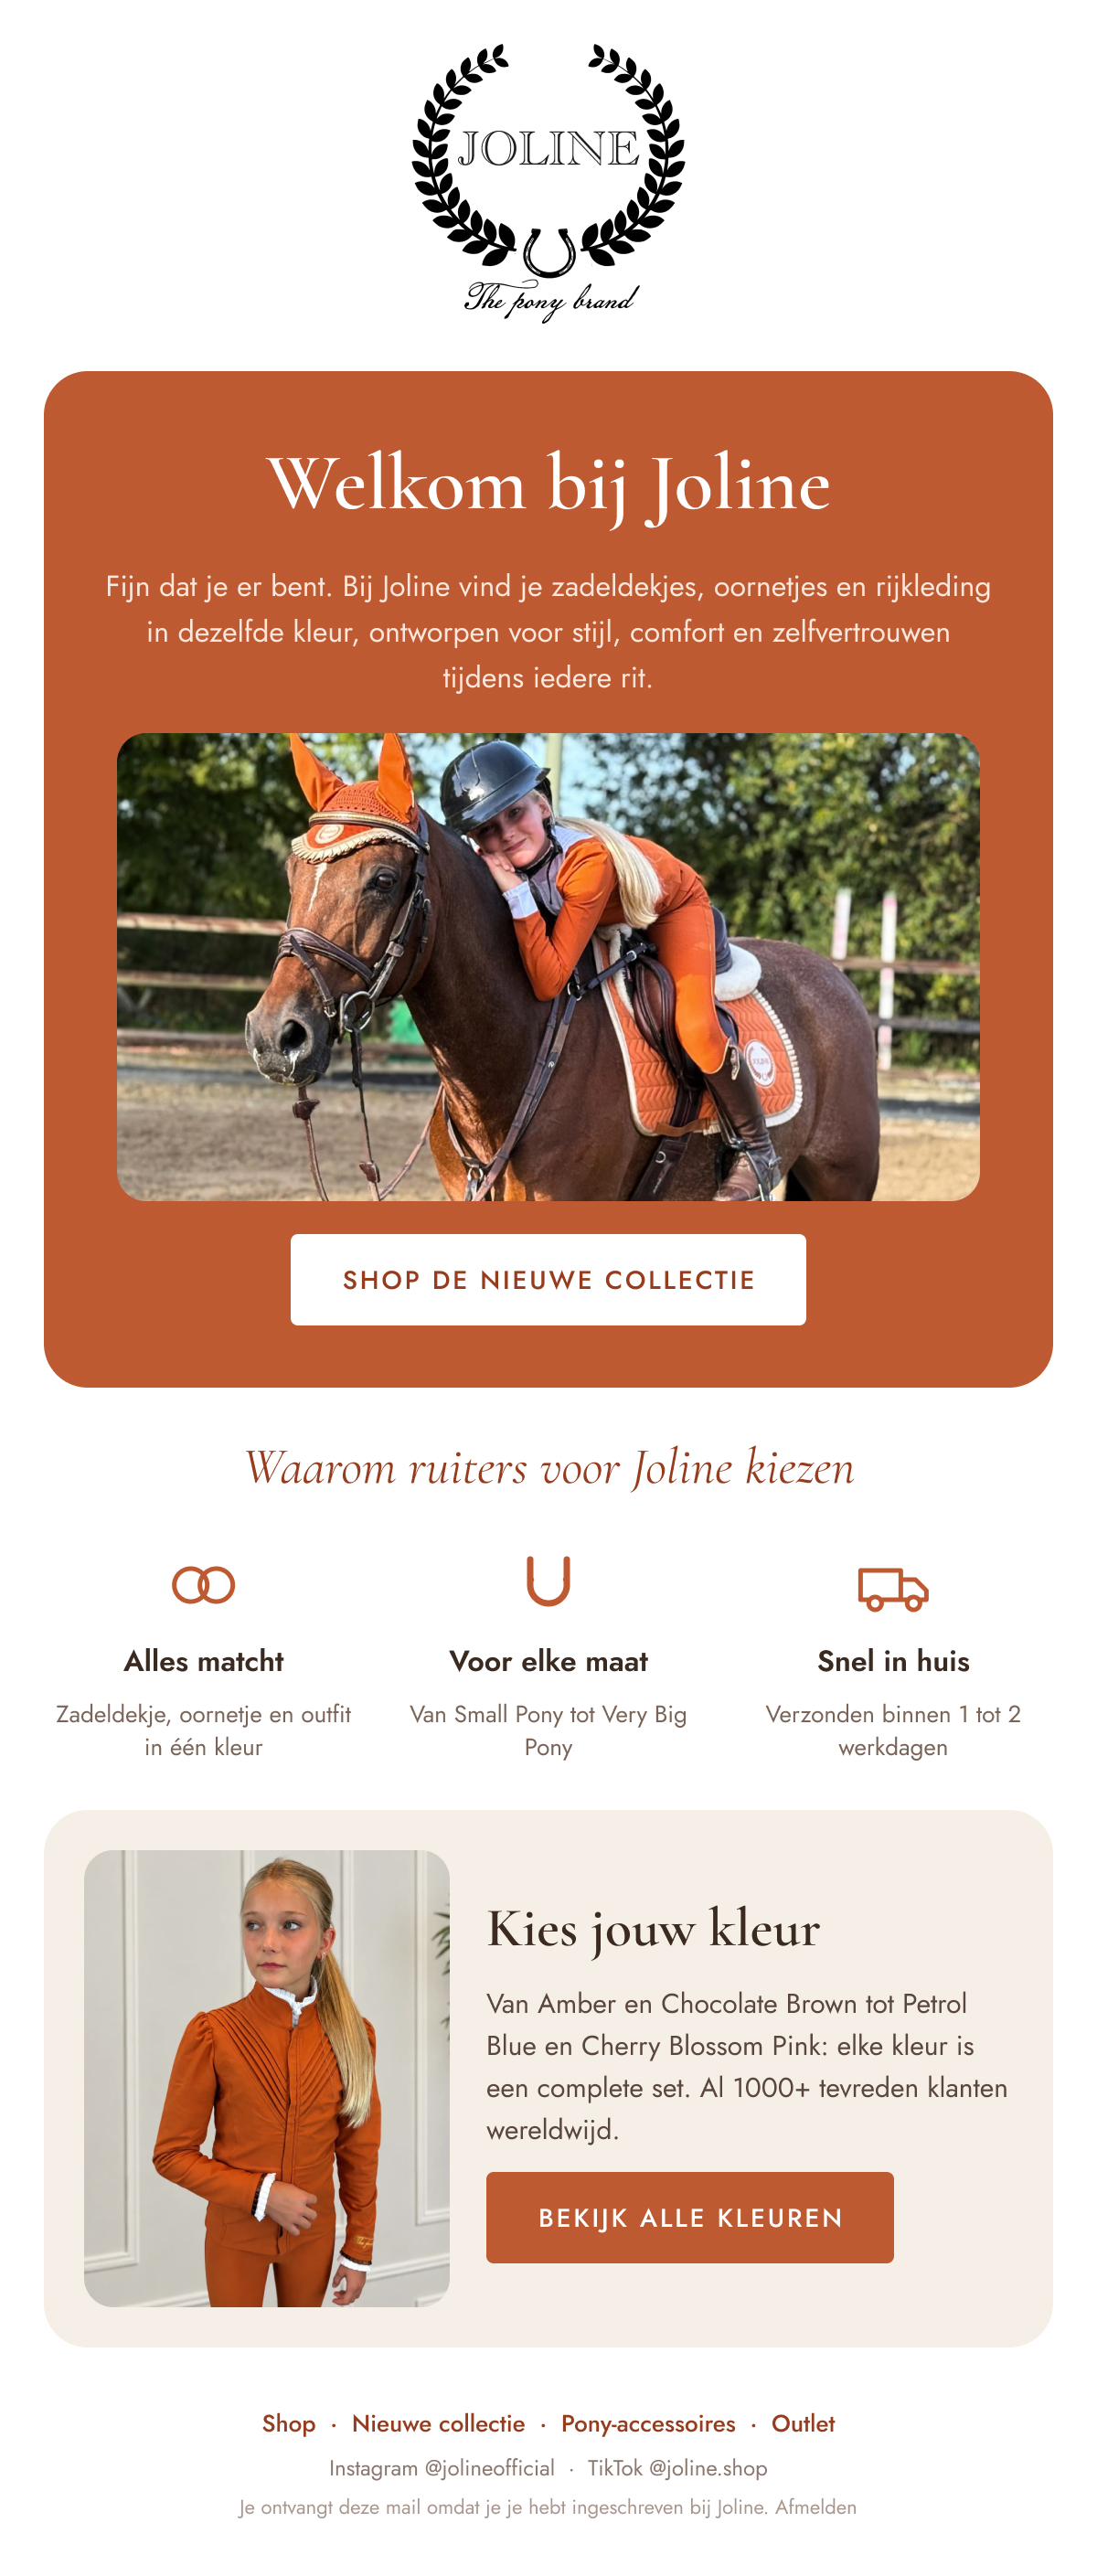 JOLINE
The pony brand
Welkom bij Joline
Fijn dat je er bent. Bij Joline vind je zadeldekjes, oornetjes en rijkleding
in dezelfde kleur, ontworpen voor stijl, comfort en zelfvertrouwen
tijdens iedere rit.
SHOP DE NIEUWE COLLECTIE
Waarom ruiters voor Joline kiezen
Alles matcht
Zadeldekje, oornetje en outfit
in één kleur
Voor elke maat
Van Small Pony tot Very Big
Pony
Snel in huis
Verzonden binnen 1 tot 2
werkdagen
Kies jouw kleur
Van Amber en Chocolate Brown tot Petrol
Blue en Cherry Blossom Pink: elke kleur is
een complete set. Al 1000+ tevreden klanten
wereldwijd.
BEKIJK ALLE KLEUREN
Shop · Nieuwe collectie · Pony-accessoires · Outlet
Instagram @jolineofficial · TikTok @joline.shop
Je ontvangt deze mail omdat je je hebt ingeschreven bij Joline. Afmelden